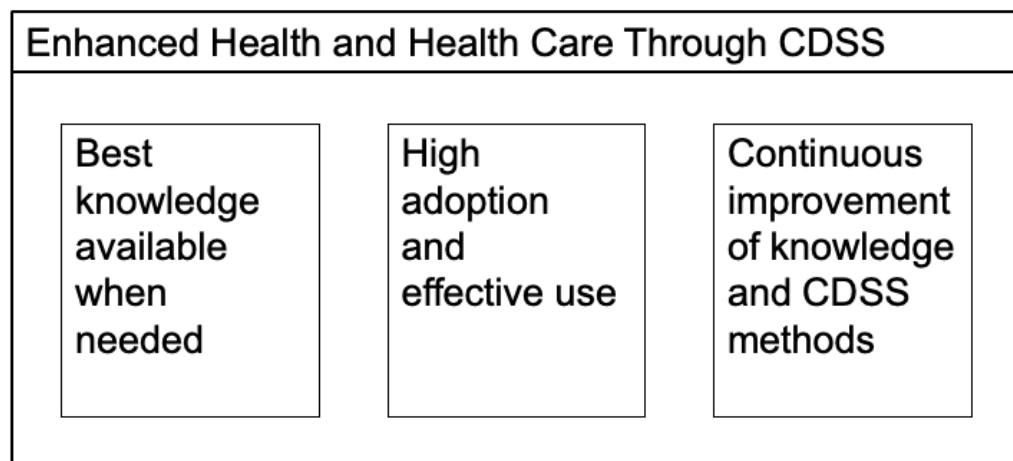 Enhanced Health and Health Care Through CDSS
Best
knowledge
available
when
needed
High
adoption
and
effective use
Continuous
improvement
of knowledge
and CDSS
methods